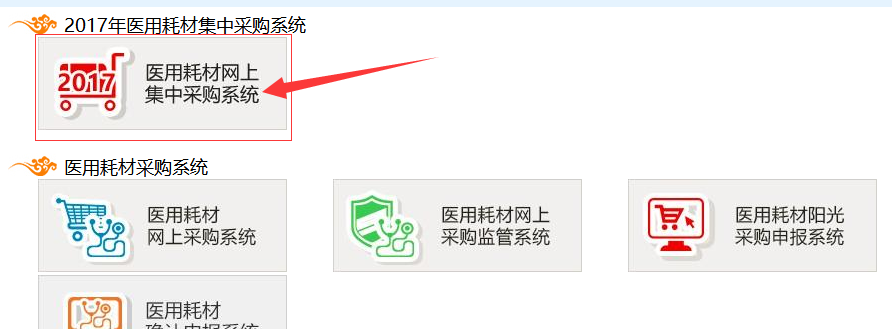 2017年医用耗材集中采购系统
2017
医用耗材网上
集中采购系统
医用耗材采购系统
医用耗材
网上采购系统
医用耗材网上
采购监管系统
医用耗材阳光
采购申报系统
医用耗材